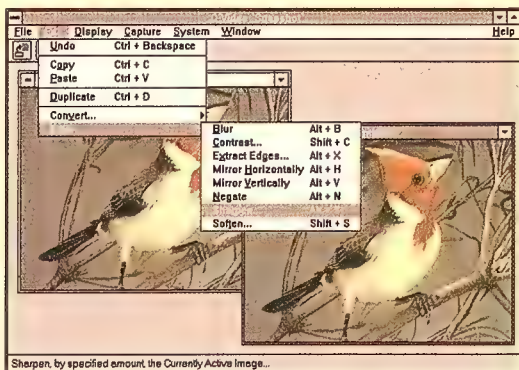 File Display Capture System Window Help
Undo Ctrl + Backspace
Copy Ctrl + C
Paste Ctrl + V
Duplicate Ctrl + D
Convert...
Blur Alt + B
Contrast... Shift + C
Extract Edges... Alt + X
Mirror Horizontally Alt + H
Mirror Vertically Alt + V
Negate Alt + N
Soften... Shift + S
Sharpen, by specified amount, the Currently Active Image...